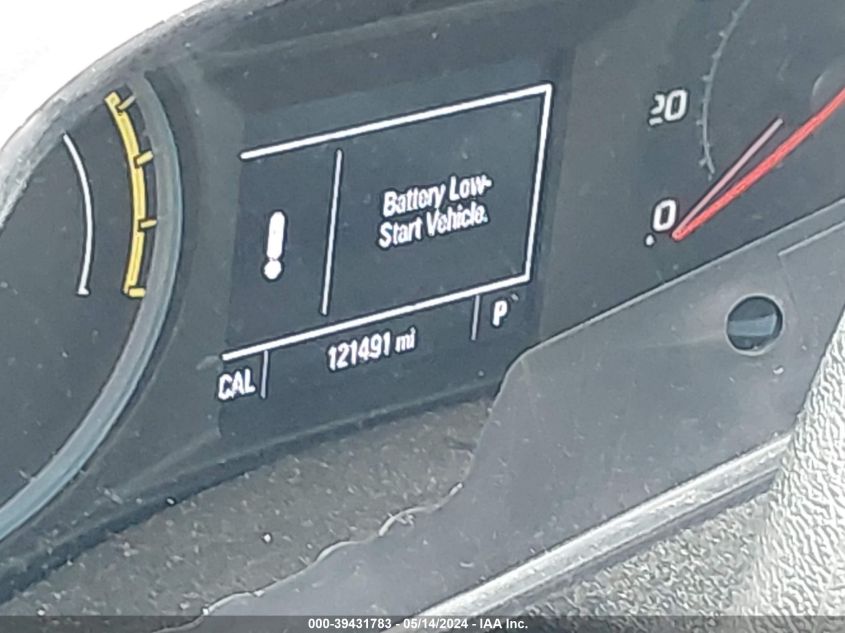 20
Battery Low-
Start Vehicle.
0
P
121491 mi
CAL
000-39431783 - 05/14/2024 - IAA Inc.